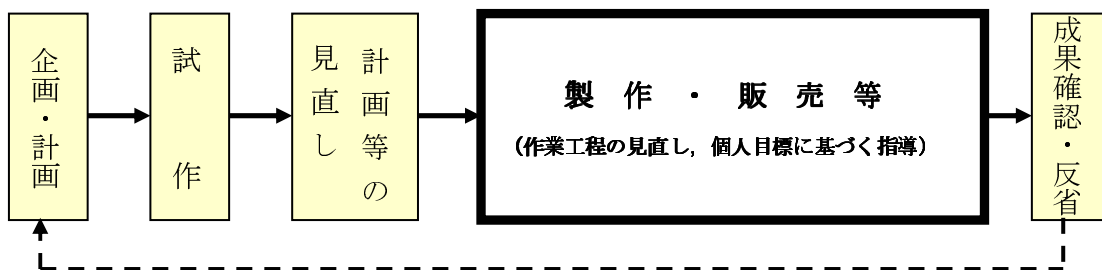 企画・計画
試作
計画等の
見直し
製作・販売等
（作業工程の見直し，個人目標に基づく指導）
成果確認・反省